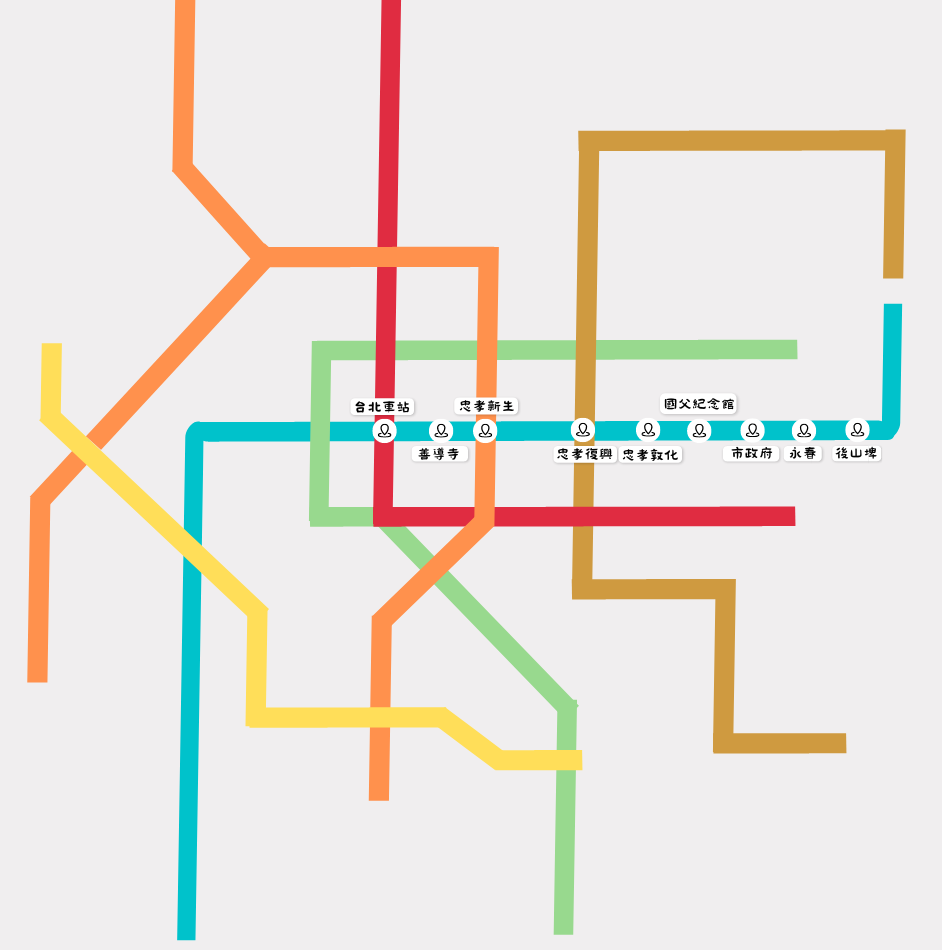 台北車站
善導寺
忠孝新生
忠孝復興
忠孝敦化
國父紀念館
市政府
永春
後山埤